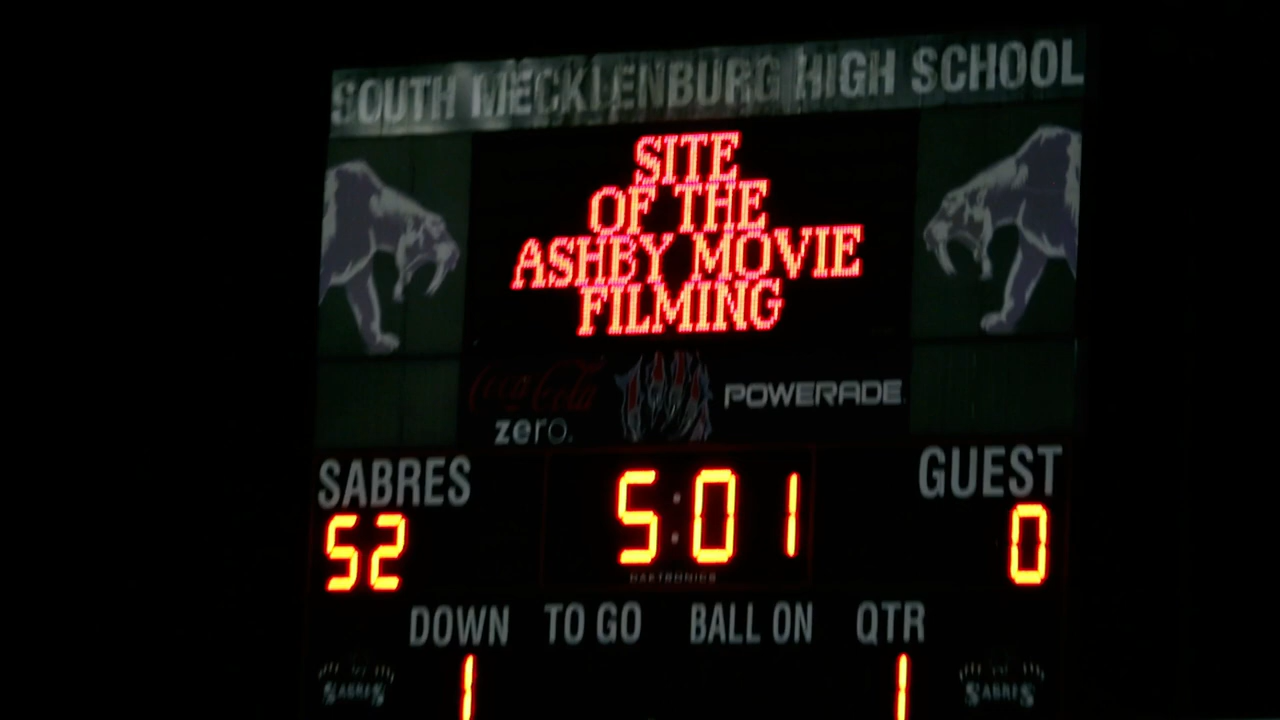 SOUTH MECKLENBURG HIGH SCHOOL
SITE
OF THE
ASHBY MOVIE
FILMING
Coca-Cola
zero.
POWERADE
SABRES
GUEST
52
5:01
0
DAKTRONICS
DOWN TO GO BALL ON QTR
1
1
SABRES
SABRES